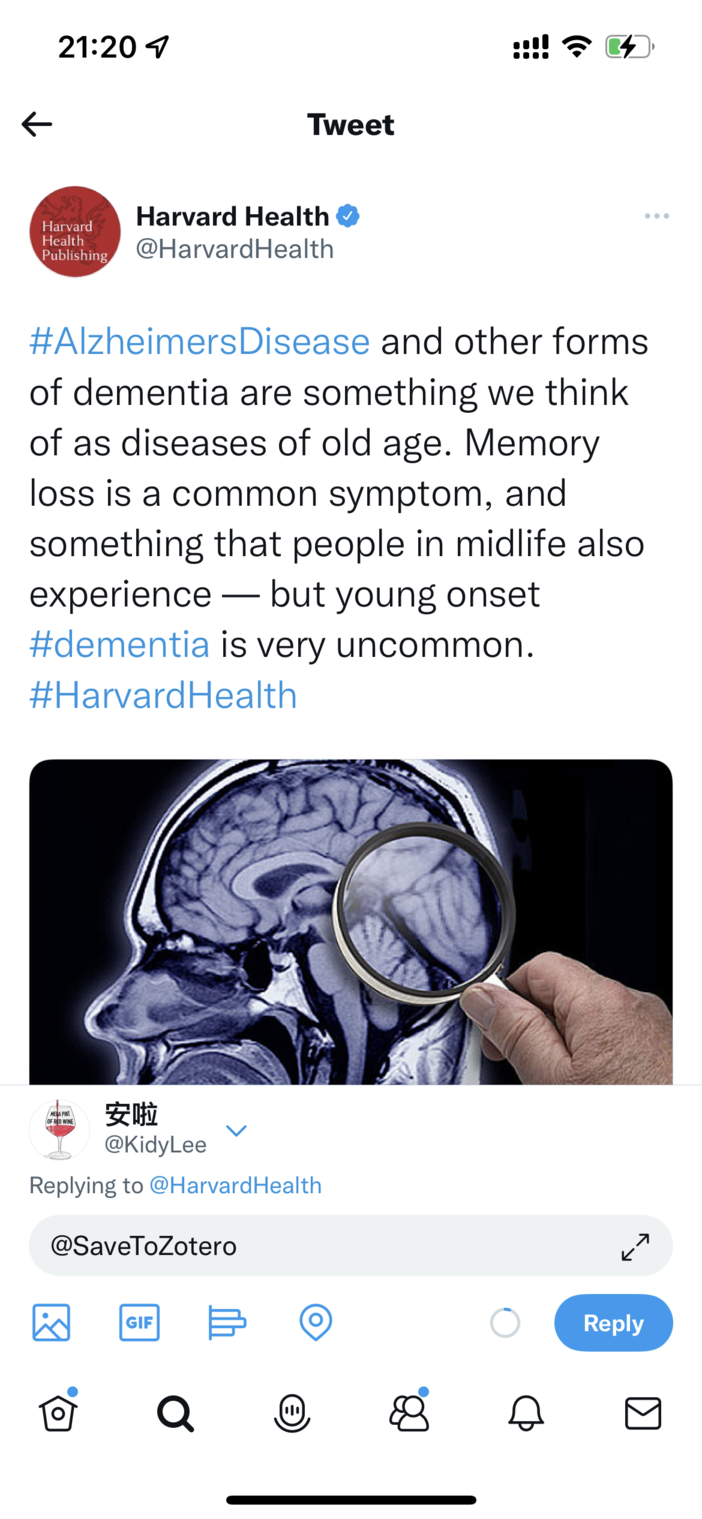 21:20
Tweet
Harvard Health
Harvard
Health
Publishing
@HarvardHealth
#AlzheimersDisease and other forms
of dementia are something we think
of as diseases of old age. Memory
loss is a common symptom, and
something that people in midlife also
experience — but young onset
#dementia is very uncommon.
#HarvardHealth
MEGA PINT
OF RED WINE
安啦
@KidyLee
Replying to @HarvardHealth
@SaveToZotero
GIF
Reply